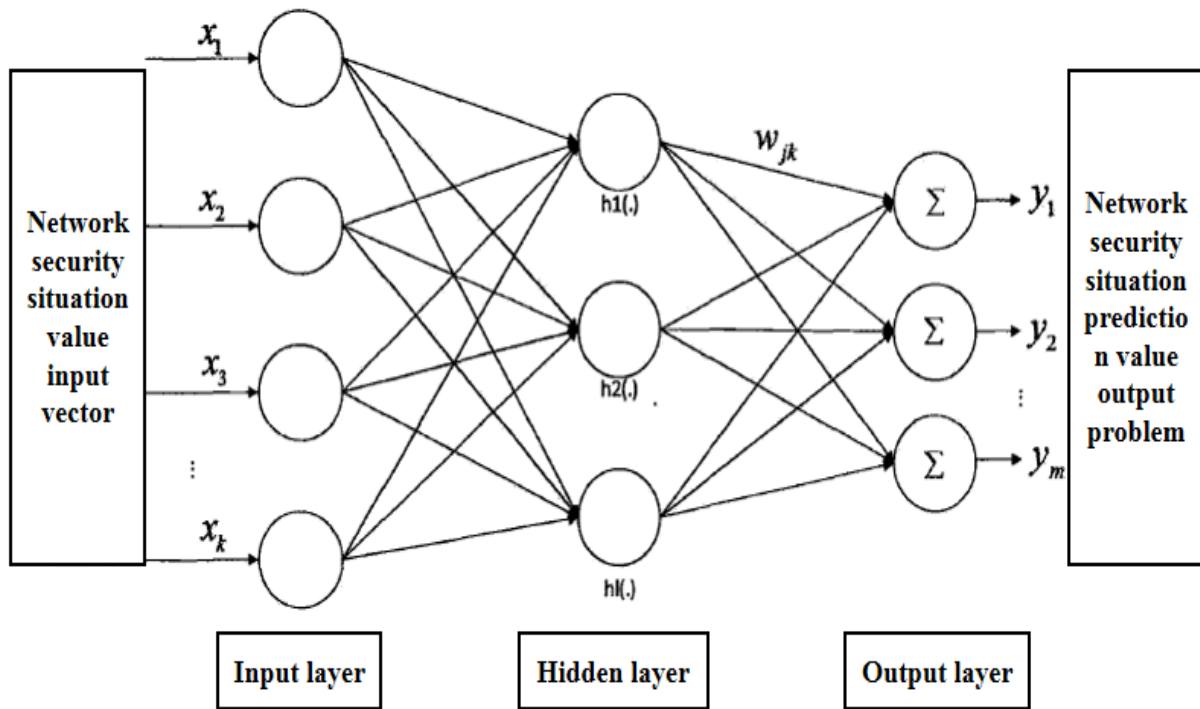 Network
security
situation
value
input
vector
x1
x2
x3
⋮
xk
h1(.)
h2(.)
hl(.)
wjk
Σ
Σ
Σ
y1
y2
⋮
ym
Network
security
situation
predictio
n value
output
problem
Input layer
Hidden layer
Output layer